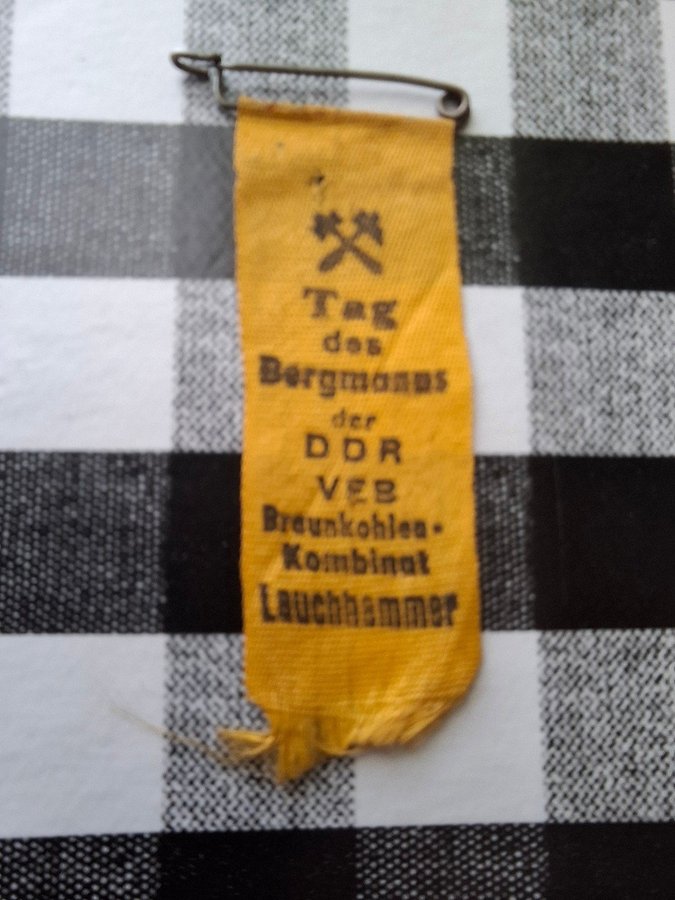 Tag
des
Bergmanns
der
DDR
VEB
Braunkohlen-
Kombinat
Lauchhammer